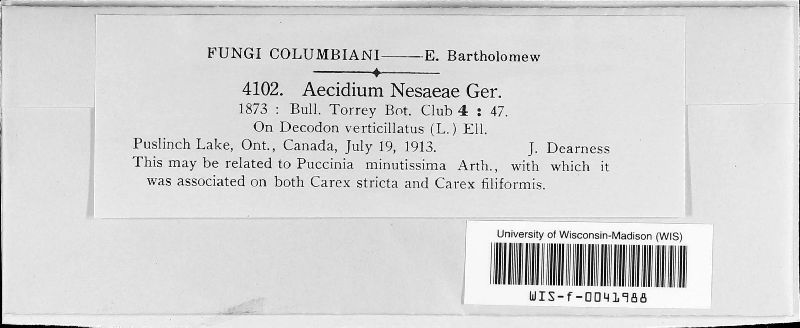 FUNGI COLUMBIANI——E. Bartholomew
4102. Aecidium Nesaeae Ger.
1873 : Bull. Torrey Bot. Club 4 : 47.
On Decodon verticillatus (L.) Ell.
Puslinch Lake, Ont., Canada, July 19, 1913. J. Dearness
This may be related to Puccinia minutissima Arth., with which it
was associated on both Carex stricta and Carex filiformis.
University of Wisconsin-Madison (WIS)
WIS-f-0041988